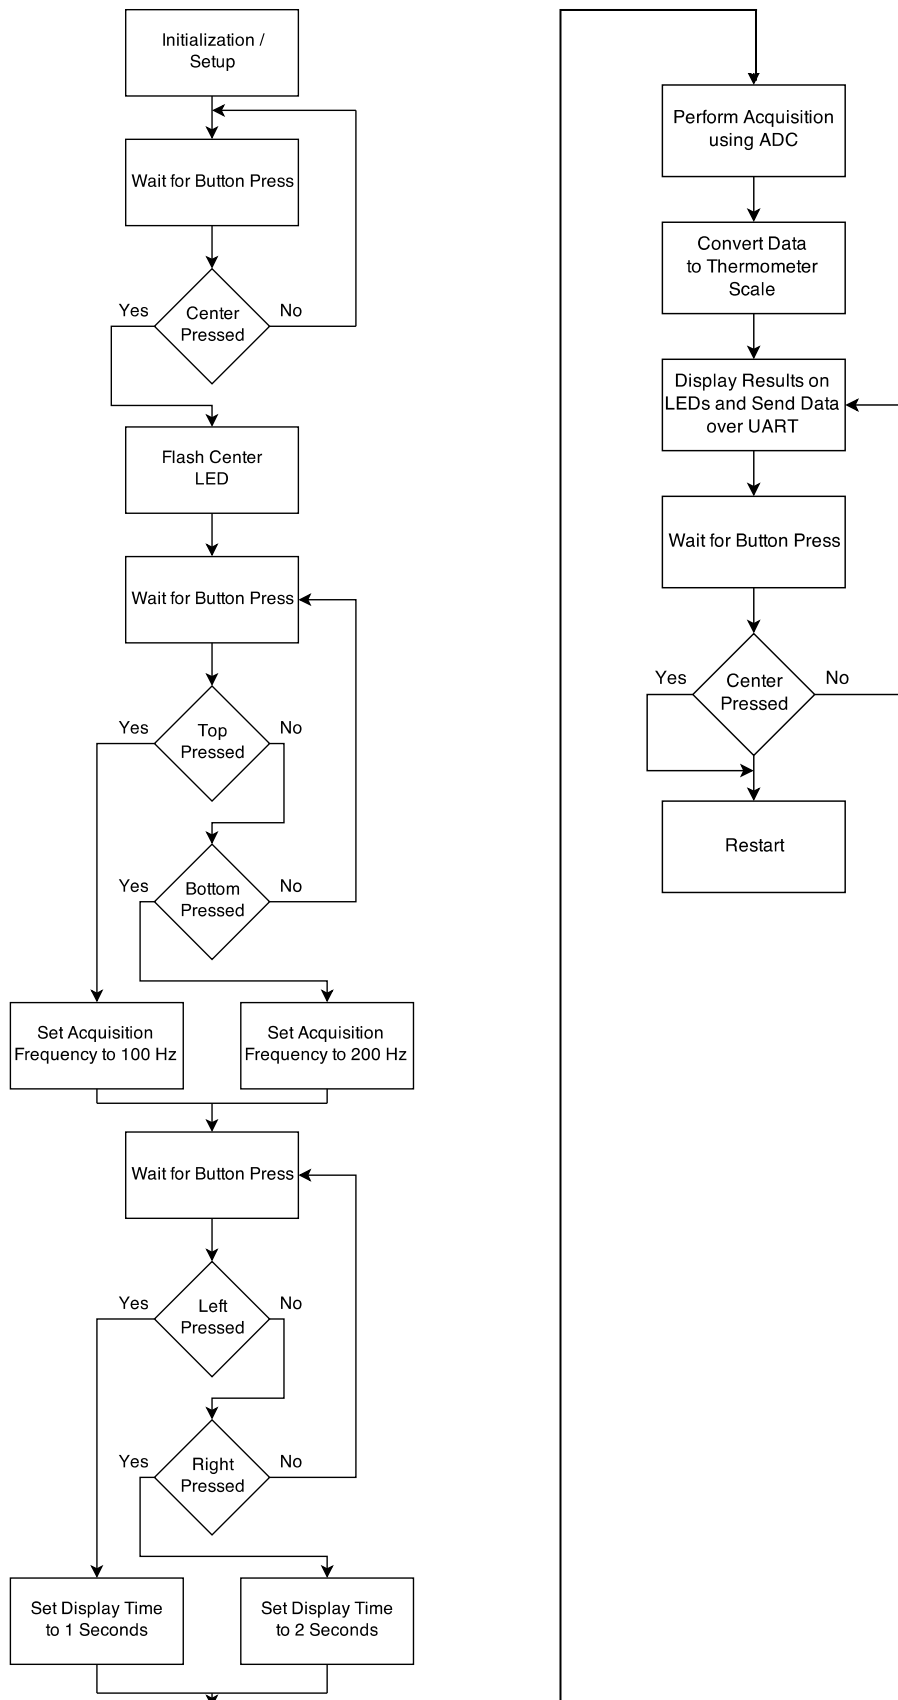 Initialization /
Setup
Wait for Button Press
Yes
Center
Pressed
No
Flash Center
LED
Wait for Button Press
Yes
Top
Pressed
No
Yes
Bottom
Pressed
No
Set Acquisition
Frequency to 100 Hz
Set Acquisition
Frequency to 200 Hz
Wait for Button Press
Yes
Left
Pressed
No
Yes
Right
Pressed
No
Set Display Time
to 1 Seconds
Set Display Time
to 2 Seconds
Perform Acquisition
using ADC
Convert Data
to Thermometer
Scale
Display Results on
LEDs and Send Data
over UART
Wait for Button Press
Yes
Center
Pressed
No
Restart